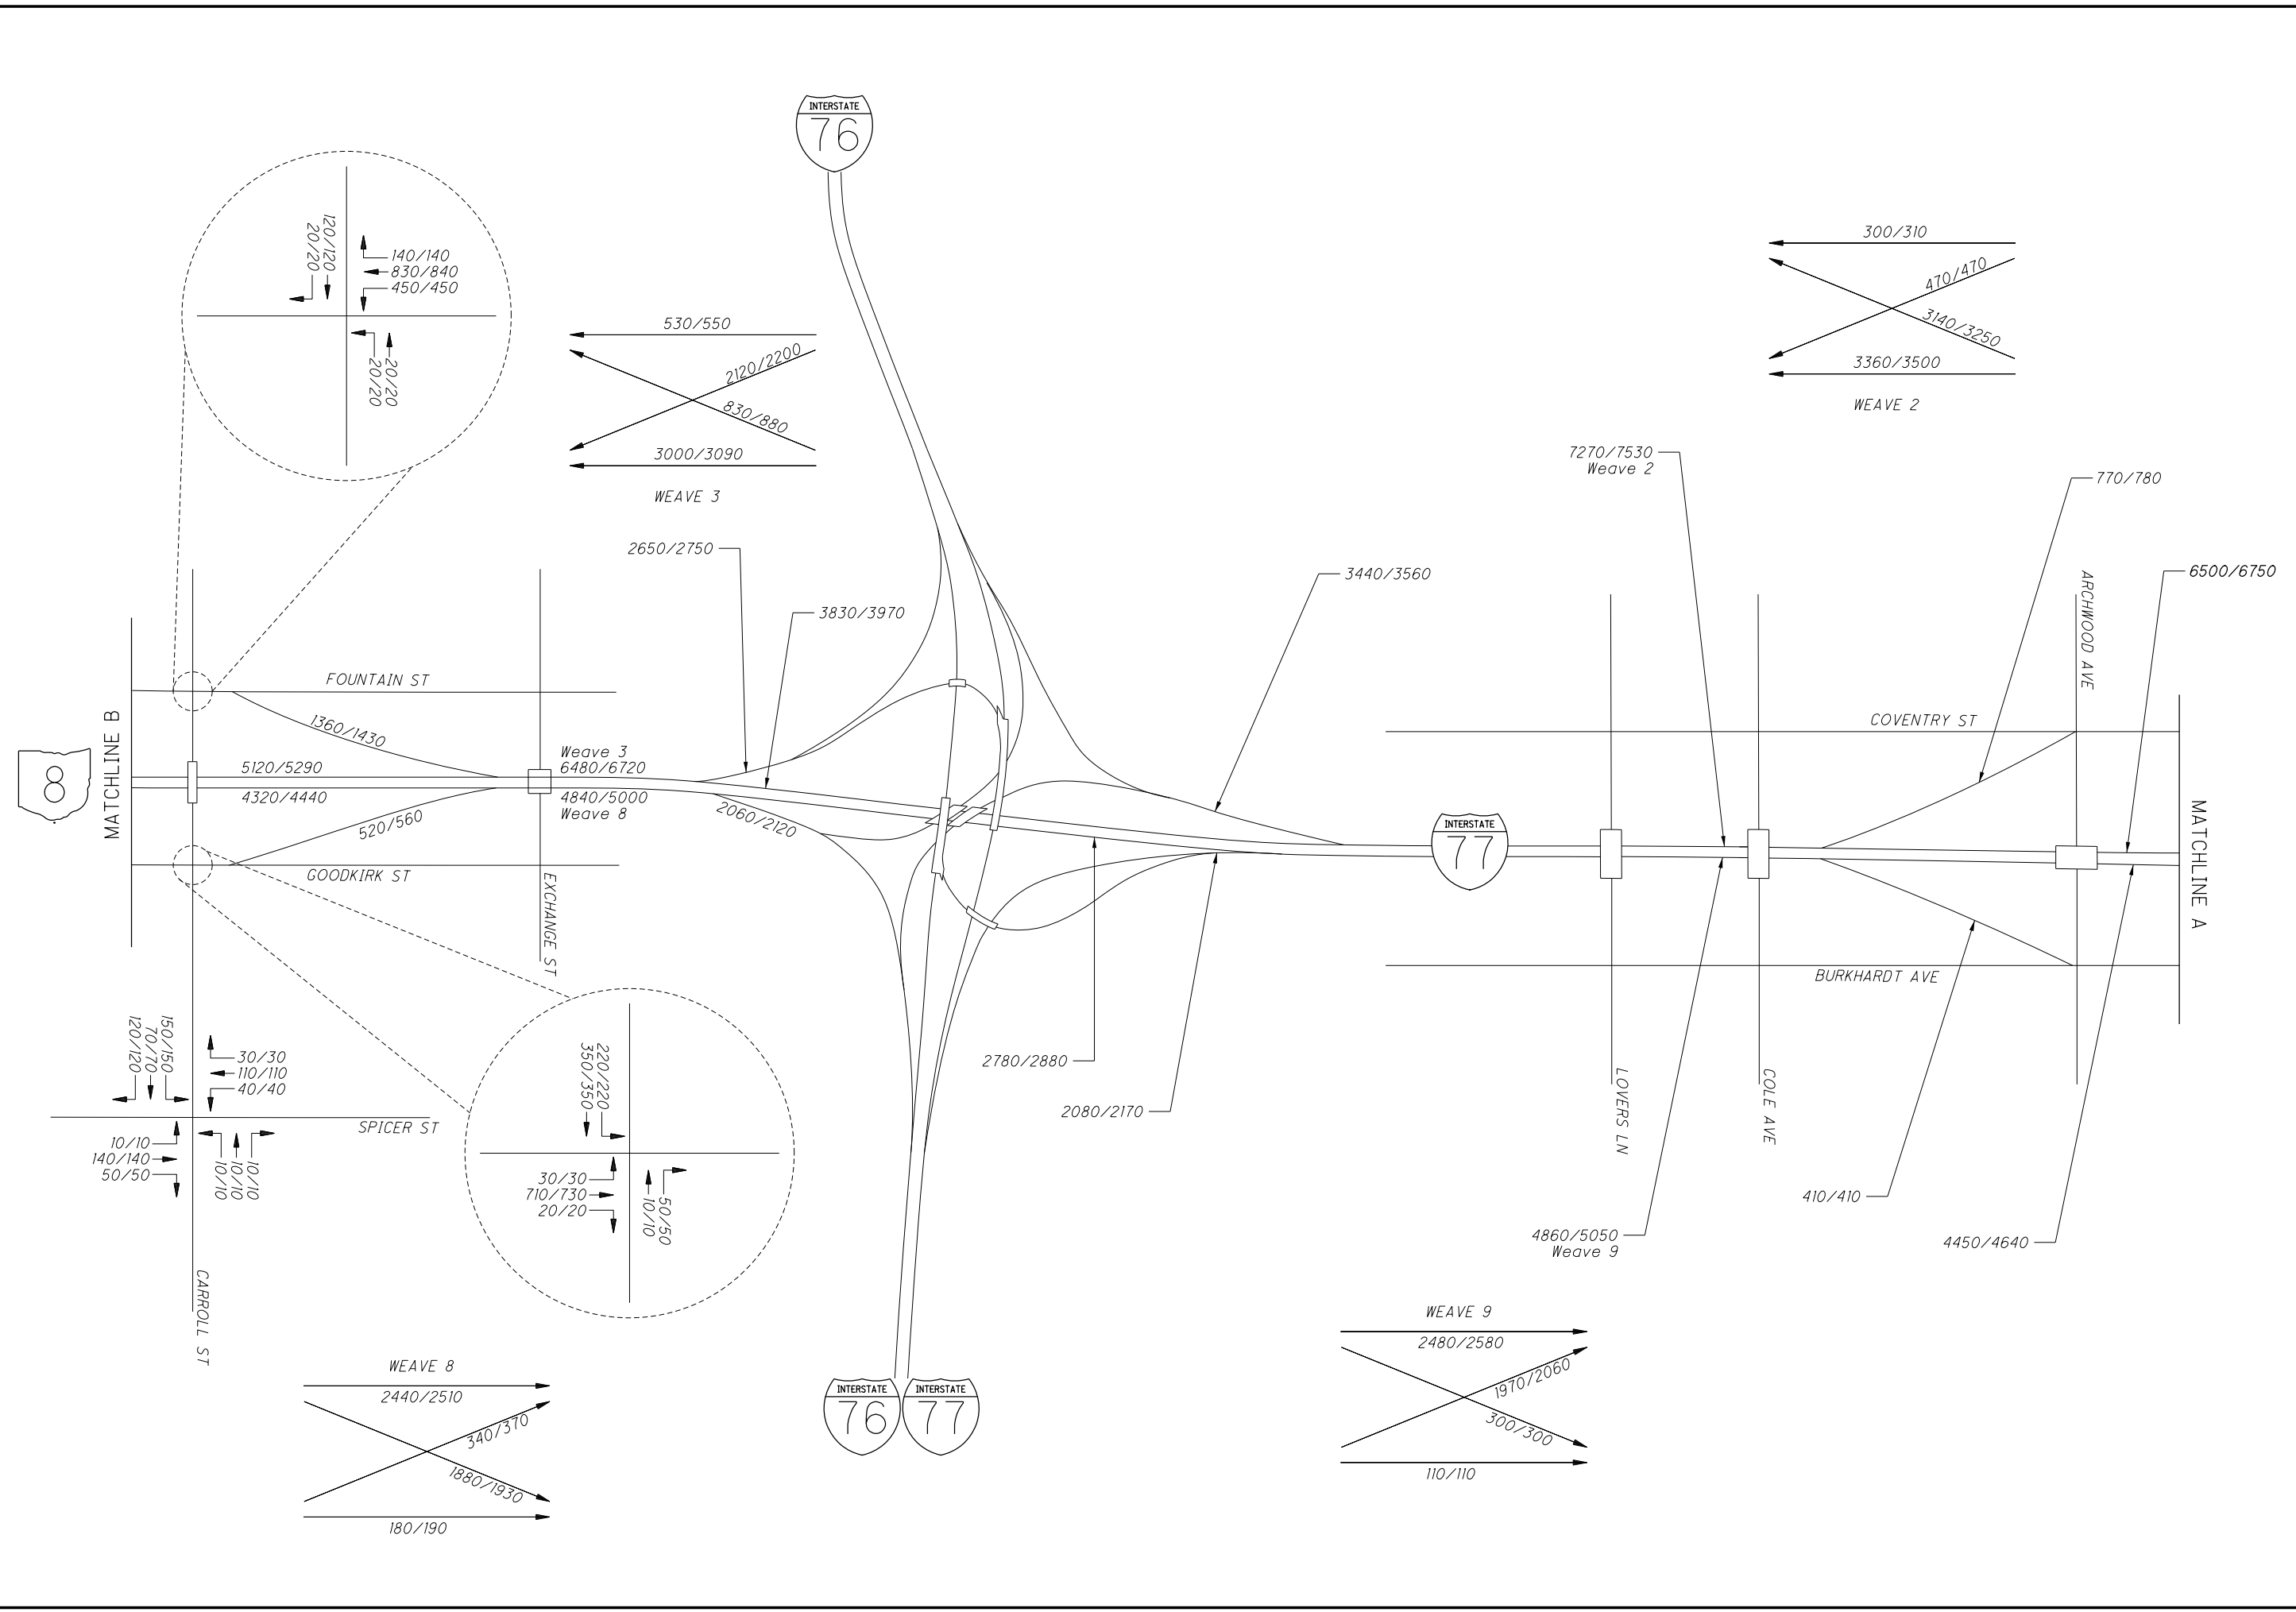 INTERSTATE
76
120/120
20/20
140/140
830/840
450/450
20/20
20/20
530/550
2120/2200
830/880
3000/3090
WEAVE 3
300/310
470/470
3140/3250
3360/3500
WEAVE 2
7270/7530
Weave 2
770/780
2650/2750
3830/3970
3440/3560
6500/6750
ARCHWOOD AVE
FOUNTAIN ST
1360/1430
COVENTRY ST
MATCHLINE B
8
Weave 3
6480/6720
5120/5290
4320/4440
4840/5000
Weave 8
2060/2120
520/560
GOODKIRK ST
EXCHANGE ST
INTERSTATE
77
MATCHLINE A
BURKHARDT AVE
150/150
70/70
120/120
30/30
110/110
40/40
SPICER ST
10/10
140/140
50/50
10/10
10/10
10/10
220/220
350/350
30/30
710/730
20/20
50/50
10/10
2780/2880
2080/2170
LOVERS LN
COLE AVE
410/410
4860/5050
Weave 9
4450/4640
CARROLL ST
WEAVE 8
2440/2510
340/370
1880/1930
180/190
INTERSTATE
76
INTERSTATE
77
WEAVE 9
2480/2580
1970/2060
300/300
110/110